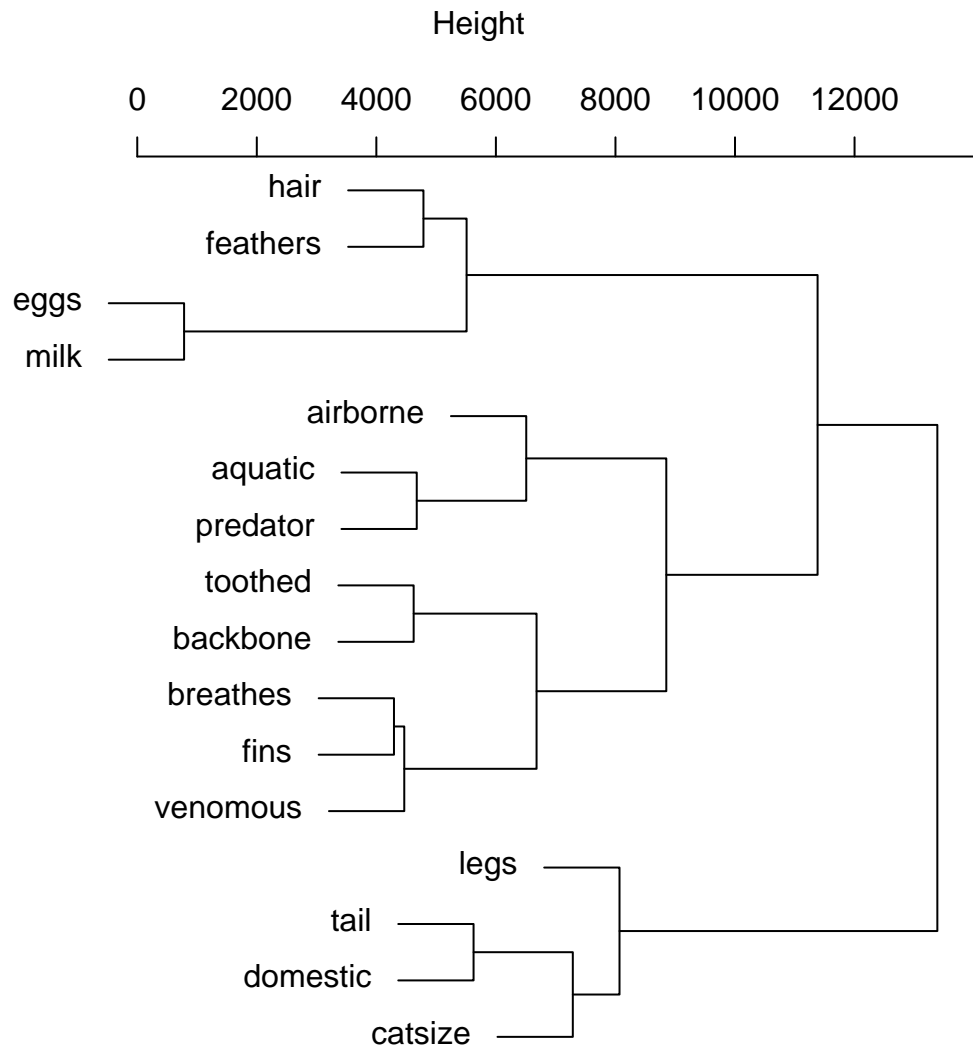 Height
0 2000 4000 6000 8000 10000 12000
hair
feathers
eggs
milk
airborne
aquatic
predator
toothed
backbone
breathes
fins
venomous
legs
tail
domestic
catsize